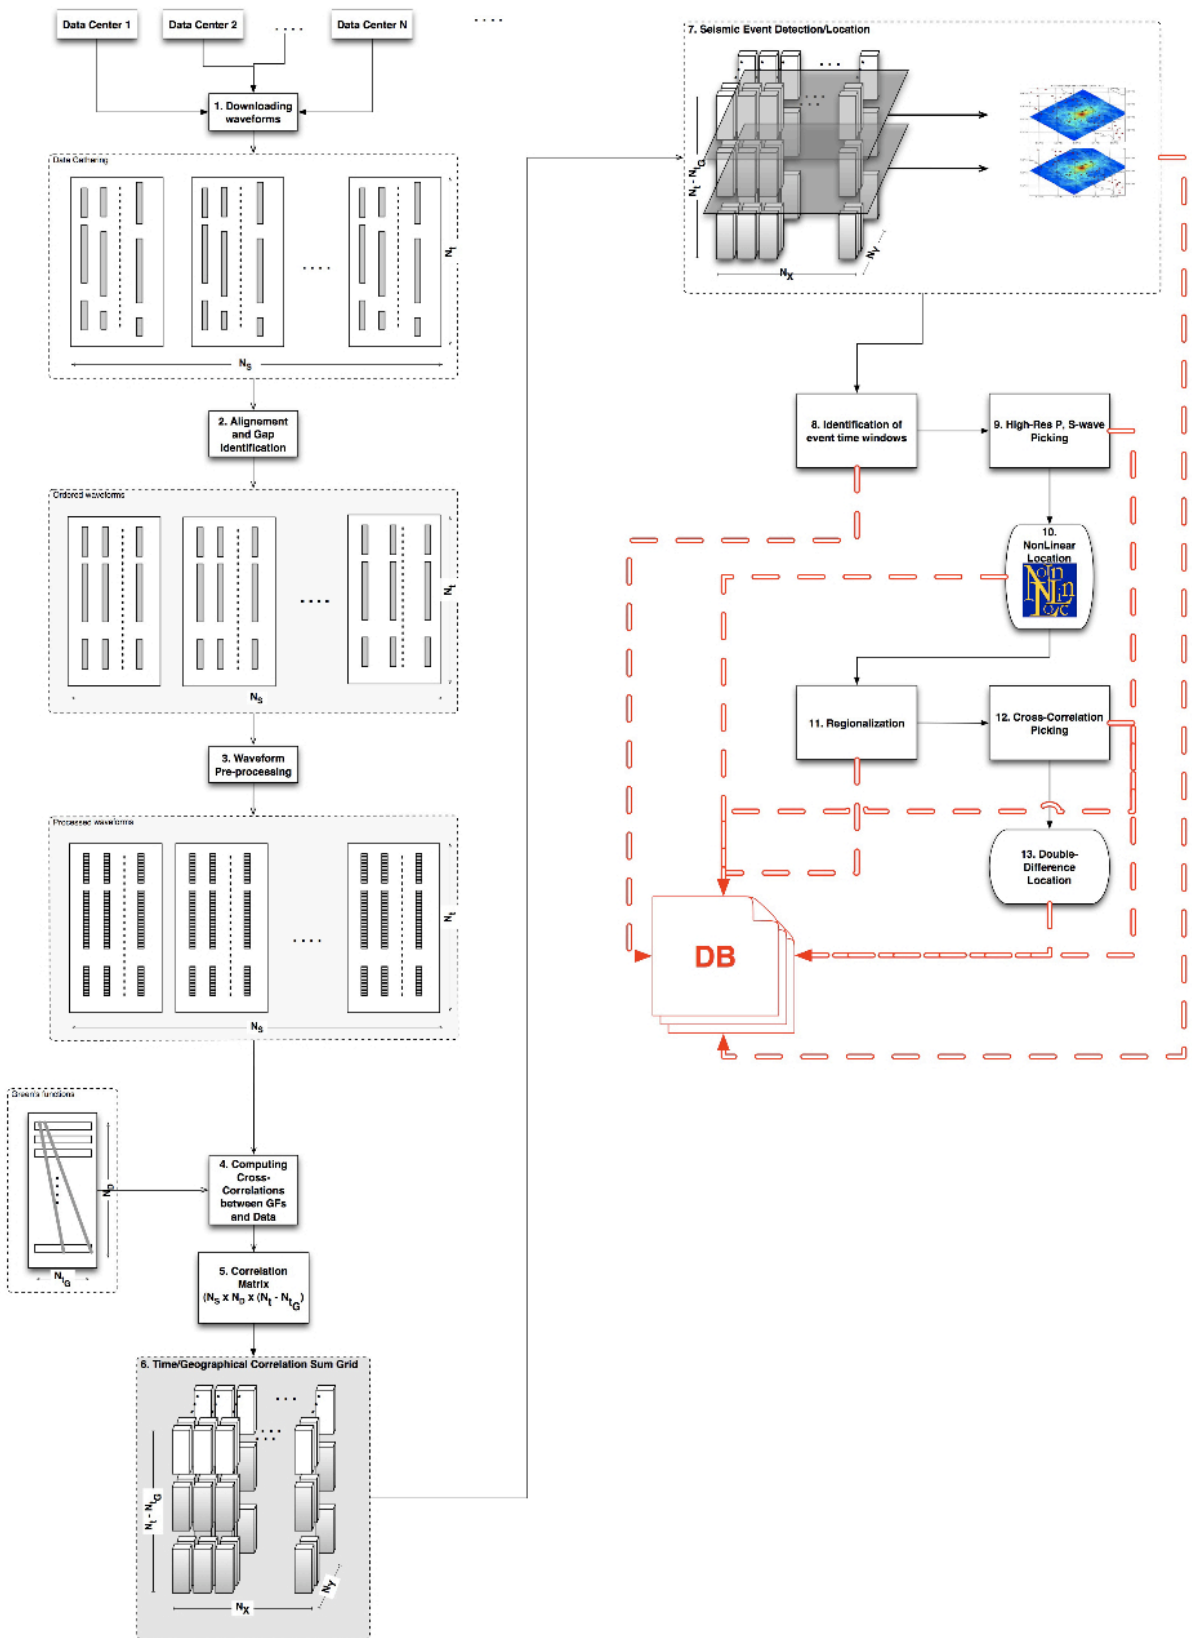 Data Center 1
Data Center 2
Data Center N
1. Downloading
waveforms
Data Gathering
Nt
NS
2. Alignement
and Gap
Identification
Ordered waveforms
Nt
NS
3. Waveform
Pre-processing
Processed waveforms
Nt
NS
Green's functions
ND
NtG
4. Computing
Cross-
Correlations
between GFs
and Data
5. Correlation
Matrix
(NS x ND x (Nt - NtG)
6. Time/Geographical Correlation Sum Grid
Nt - NtG
NX
NY
7. Seismic Event Detection/Location
Nt - NtG
NX
NY
8. Identification of
event time windows
9. High-Res P, S-wave
Picking
10.
NonLinear
Location
NonLinLoc
11. Regionalization
12. Cross-Correlation
Picking
13. Double-
Difference
Location
DB